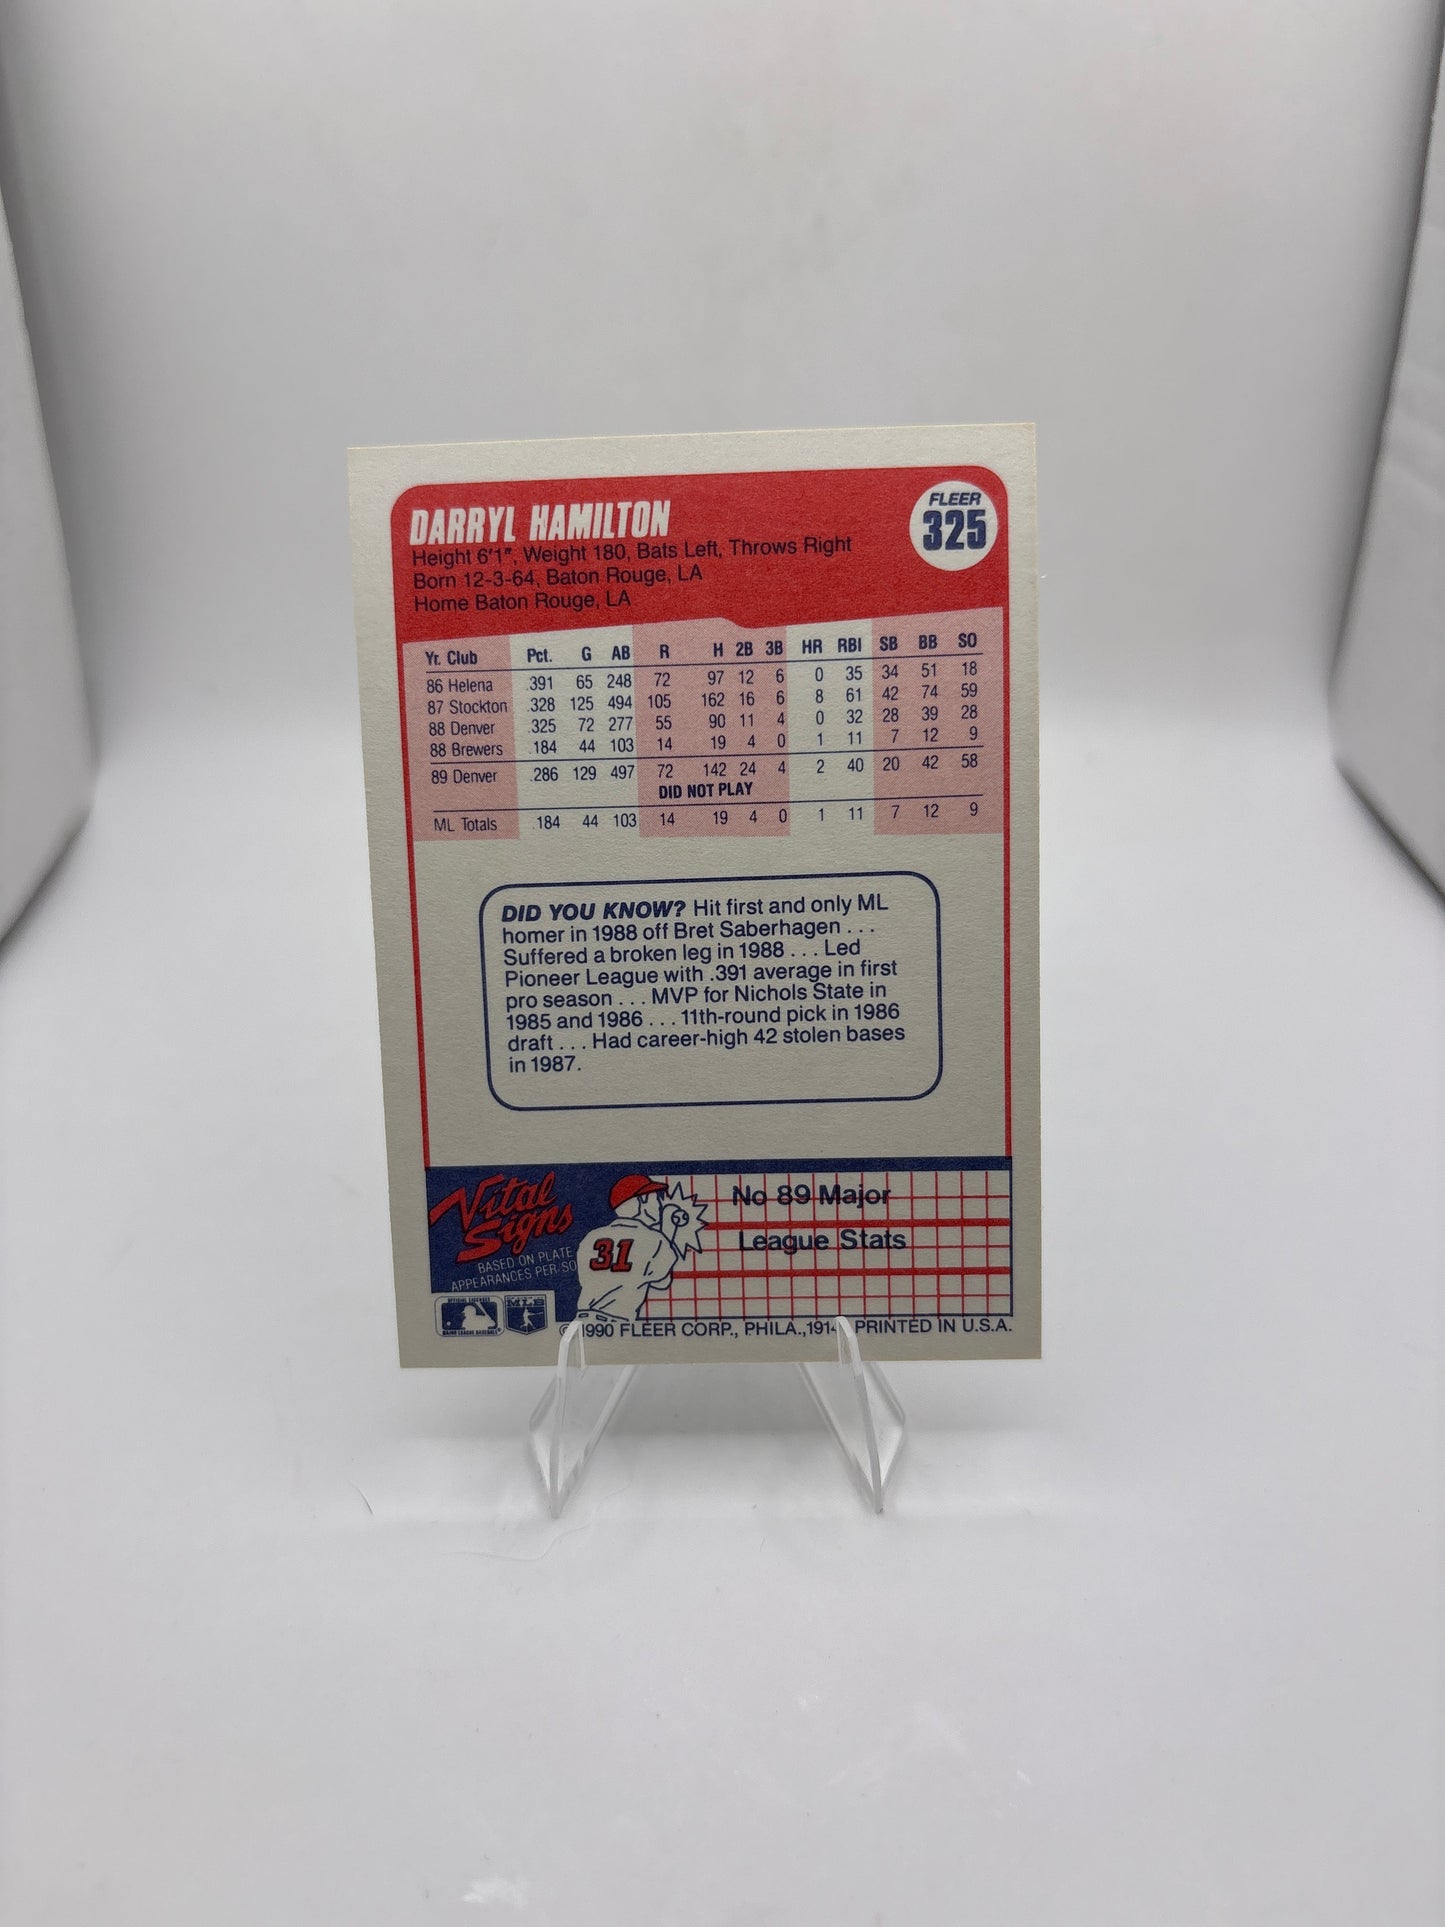 DARRYL HAMILTON
FLEER
325
Height 6'1", Weight 180, Bats Left, Throws Right
Born 12-3-64, Baton Rouge, LA
Home Baton Rouge, LA
Yr. Club Pct. G AB R H 2B 3B HR RBI SB BB SO
86 Helena .391 65 248 72 97 12 6 0 35 34 51 18
87 Stockton .328 125 494 105 162 16 6 8 61 42 74 59
88 Denver .325 72 277 55 90 11 4 0 32 28 39 28
88 Brewers .184 44 103 14 19 4 0 1 11 7 12 9
89 Denver .286 129 497 72 142 24 4 2 40 20 42 58
DID NOT PLAY
ML Totals .184 44 103 14 19 4 0 1 11 7 12 9
DID YOU KNOW? Hit first and only ML
homer in 1988 off Bret Saberhagen . . .
Suffered a broken leg in 1988 . . . Led
Pioneer League with .391 average in first
pro season . . . MVP for Nichols State in
1985 and 1986 . . . 11th-round pick in 1986
draft . . . Had career-high 42 stolen bases
in 1987.
Vital
Signs
BASED ON PLATE
APPEARANCES PER SO
31
No 89 Major
League Stats
MLB
© 1990 FLEER CORP., PHILA., 1914 PRINTED IN U.S.A.